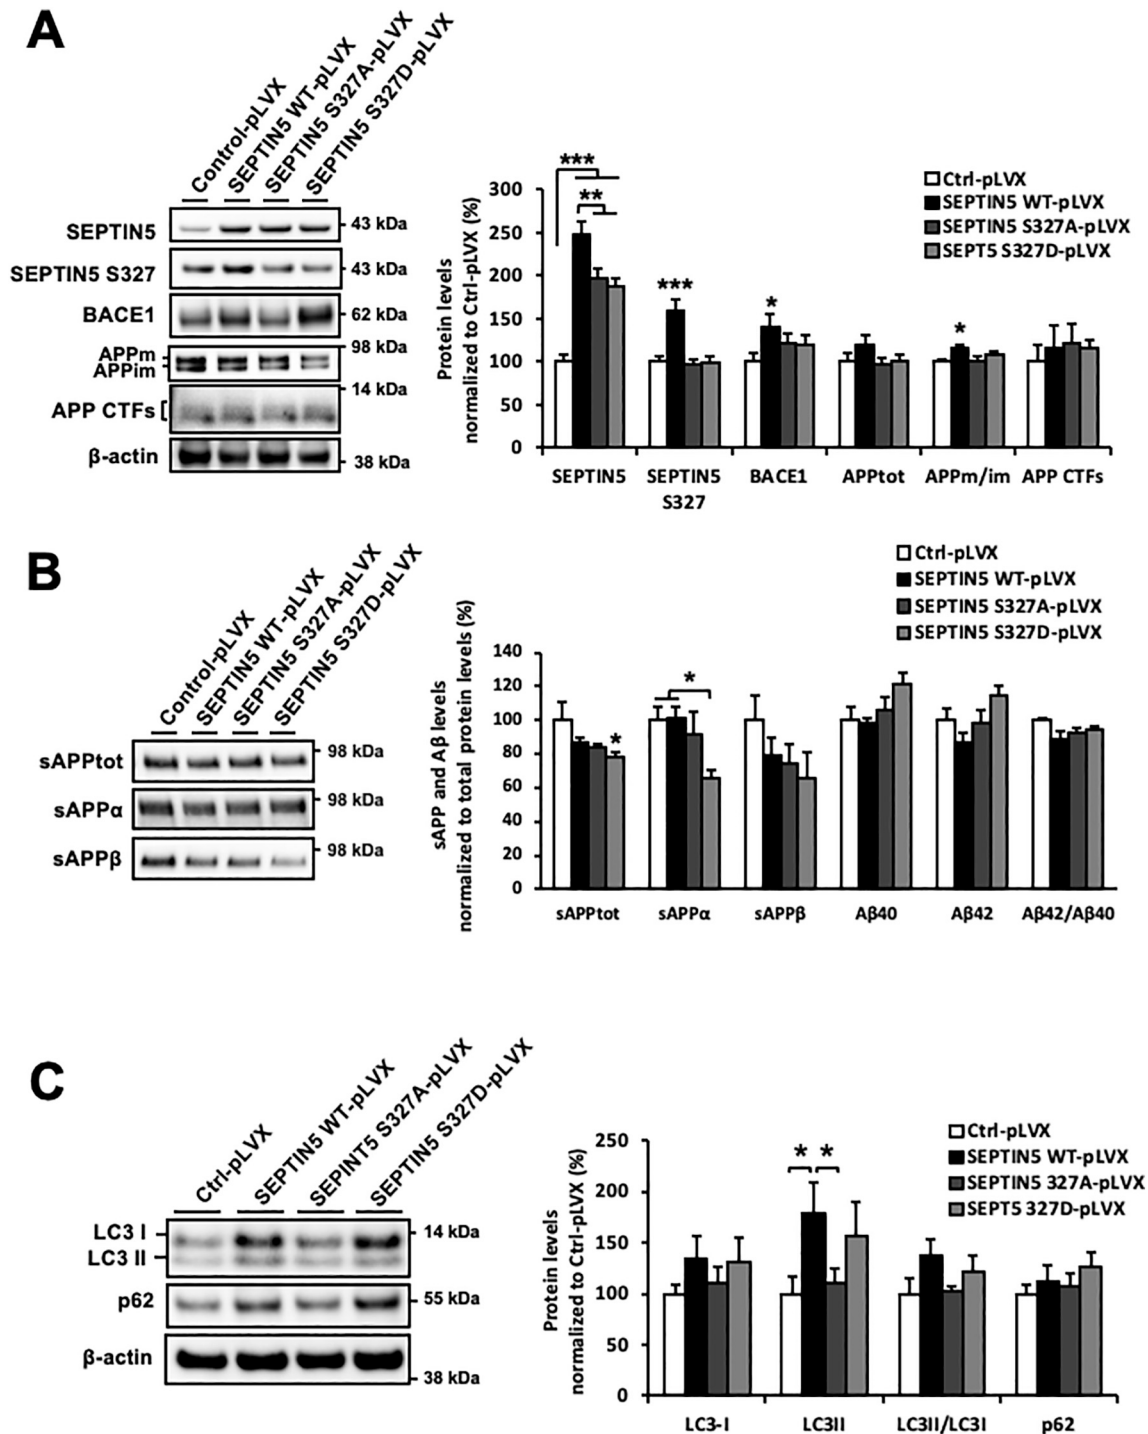 A
Control-pLVX
SEPTIN5 WT-pLVX
SEPTIN5 S327A-pLVX
SEPTIN5 S327D-pLVX
SEPTIN5
43 kDa
SEPTIN5 S327
43 kDa
BACE1
62 kDa
APPm
98 kDa
APPim
14 kDa
APP CTFs
β-actin
38 kDa
Protein levels
normalized to Ctrl-pLVX (%)
300
250
200
150
100
50
0
***
**
***
*
*
Ctrl-pLVX
SEPTIN5 WT-pLVX
SEPTIN5 S327A-pLVX
SEPT5 S327D-pLVX
SEPTIN5
SEPTIN5
S327
BACE1
APPtot
APPm/im
APP CTFs
B
Control-pLVX
SEPTIN5 WT-pLVX
SEPTIN5 S327A-pLVX
SEPTIN5 S327D-pLVX
sAPPtot
98 kDa
sAPPα
98 kDa
sAPPβ
98 kDa
sAPP and Aβ levels
normalized to total protein levels (%)
140
120
100
80
60
40
20
0
*
*
Ctrl-pLVX
SEPTIN5 WT-pLVX
SEPTIN5 S327A-pLVX
SEPTIN5 S327D-pLVX
sAPPtot
sAPPα
sAPPβ
Aβ40
Aβ42
Aβ42/Aβ40
C
Ctrl-pLVX
SEPTIN5 WT-pLVX
SEPINT5 S327A-pLVX
SEPTIN5 S327D-pLVX
LC3 I
14 kDa
LC3 II
p62
55 kDa
β-actin
38 kDa
Protein levels
normalized to Ctrl-pLVX (%)
250
200
150
100
50
0
*
*
Ctrl-pLVX
SEPTIN5 WT-pLVX
SEPTIN5 327A-pLVX
SEPT5 327D-pLVX
LC3-I
LC3II
LC3II/LC3I
p62